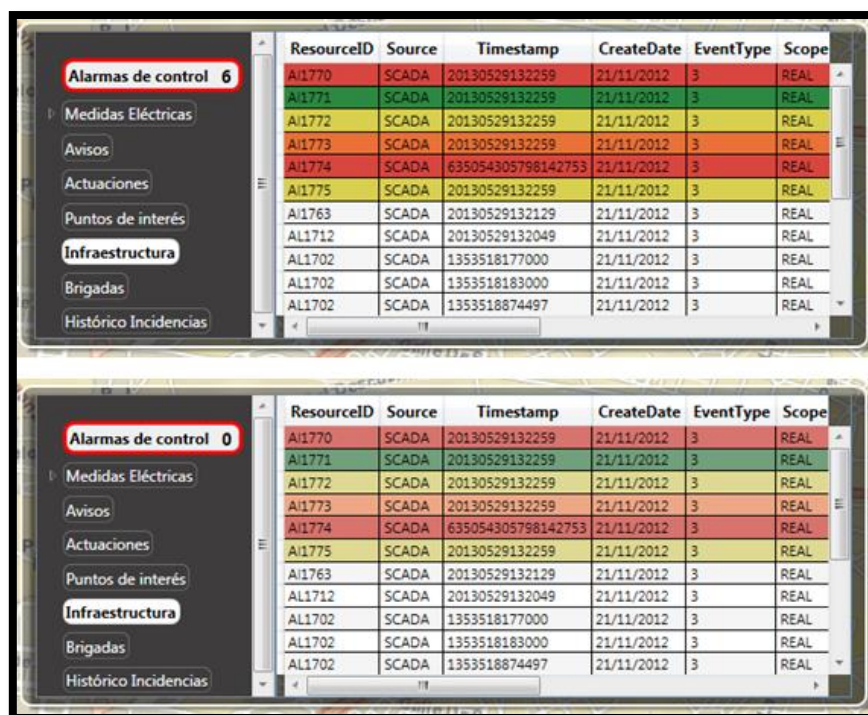 ResourceID Source Timestamp CreateDate EventType Scope
Alarmas de control 6
Medidas Eléctricas
Avisos
Actuaciones
Puntos de interés
Infraestructura
Brigadas
Histórico Incidencias
AI1770 SCADA 20130529132259 21/11/2012 3 REAL
AI1771 SCADA 20130529132259 21/11/2012 3 REAL
AI1772 SCADA 20130529132259 21/11/2012 3 REAL
AI1773 SCADA 20130529132259 21/11/2012 3 REAL
AI1774 SCADA 635054305798142753 21/11/2012 3 REAL
AI1775 SCADA 20130529132259 21/11/2012 3 REAL
AI1763 SCADA 20130529132129 21/11/2012 3 REAL
AL1712 SCADA 20130529132049 21/11/2012 3 REAL
AL1702 SCADA 1353518177000 21/11/2012 3 REAL
AL1702 SCADA 1353518183000 21/11/2012 3 REAL
AL1702 SCADA 1353518874497 21/11/2012 3 REAL
ResourceID Source Timestamp CreateDate EventType Scope
Alarmas de control 0
Medidas Eléctricas
Avisos
Actuaciones
Puntos de interés
Infraestructura
Brigadas
Histórico Incidencias
AI1770 SCADA 20130529132259 21/11/2012 3 REAL
AI1771 SCADA 20130529132259 21/11/2012 3 REAL
AI1772 SCADA 20130529132259 21/11/2012 3 REAL
AI1773 SCADA 20130529132259 21/11/2012 3 REAL
AI1774 SCADA 635054305798142753 21/11/2012 3 REAL
AI1775 SCADA 20130529132259 21/11/2012 3 REAL
AI1763 SCADA 20130529132129 21/11/2012 3 REAL
AL1712 SCADA 20130529132049 21/11/2012 3 REAL
AL1702 SCADA 1353518177000 21/11/2012 3 REAL
AL1702 SCADA 1353518183000 21/11/2012 3 REAL
AL1702 SCADA 1353518874497 21/11/2012 3 REAL